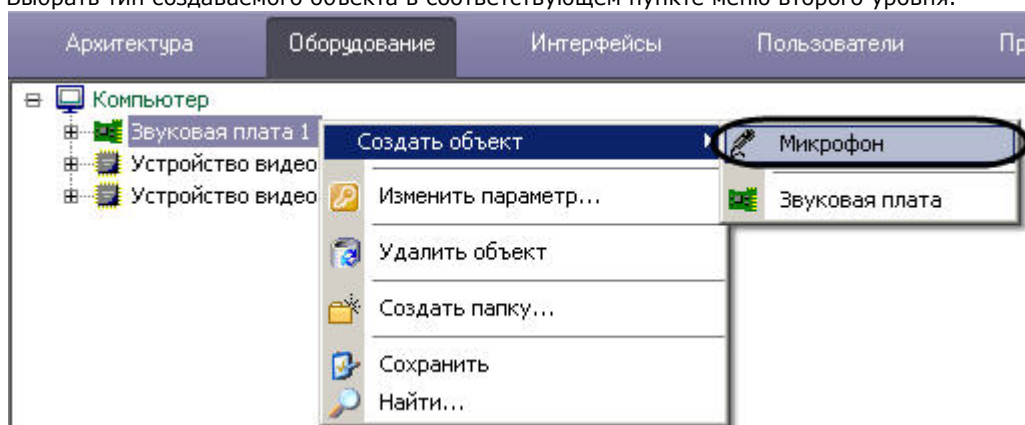 Выбрать тип создаваемого объекта в соответствующем пункте меню второго уровня.
Архитектура Оборудование Интерфейсы Пользователи Пр
Компьютер
Звуковая плата 1
Устройство видео
Устройство видео
Создать объект
Изменить параметр...
Удалить объект
Создать папку...
Сохранить
Найти...
Микрофон
Звуковая плата